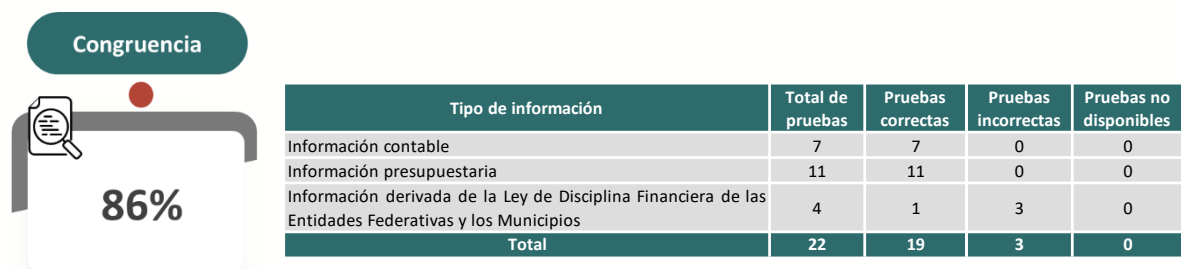 Congruencia
86%
Tipo de información Total de pruebas Pruebas correctas Pruebas incorrectas Pruebas no disponibles
Información contable 7 7 0 0
Información presupuestaria 11 11 0 0
Información derivada de la Ley de Disciplina Financiera de las
Entidades Federativas y los Municipios 4 1 3 0
Total 22 19 3 0